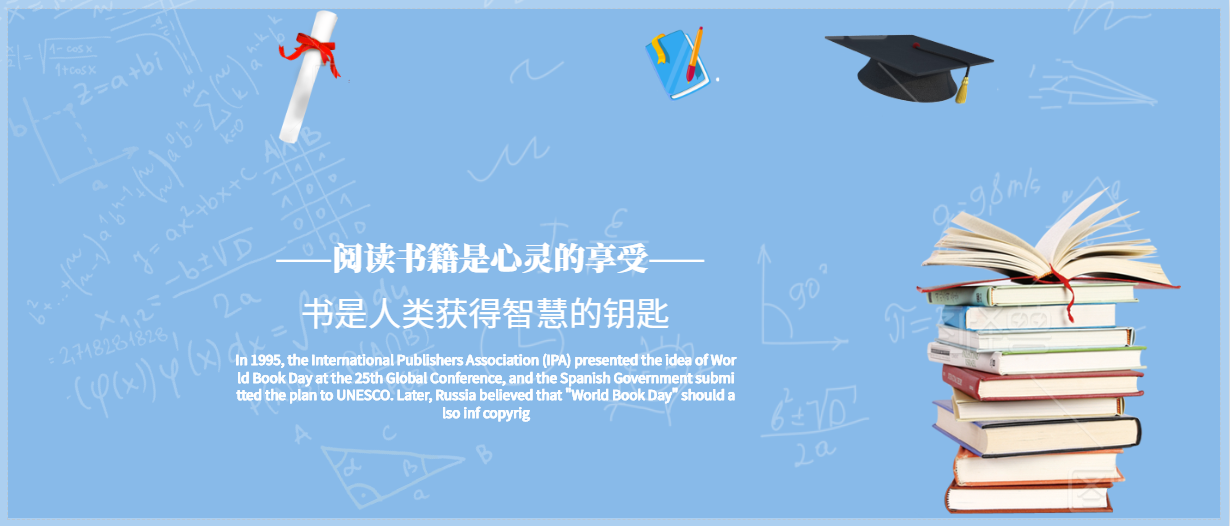 ——阅读书籍是心灵的享受——
书是人类获得智慧的钥匙
In 1995, the International Publishers Association (IPA) presented the idea of Wor
ld Book Day at the 25th Global Conference, and the Spanish Government submi
tted the plan to UNESCO. Later, Russia believed that "World Book Day" should a
lso inf copyrig